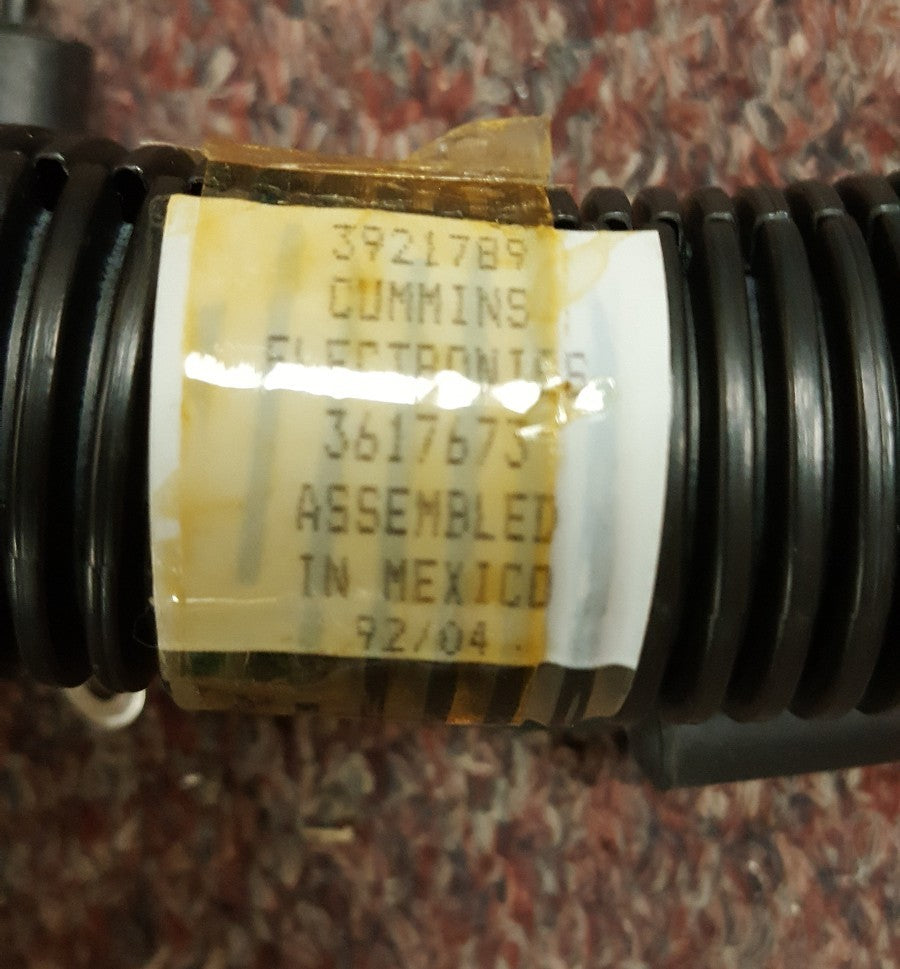 3921789
CUMMINS
ELECTRONICS
3617673
ASSEMBLED
IN MEXICO
92/04